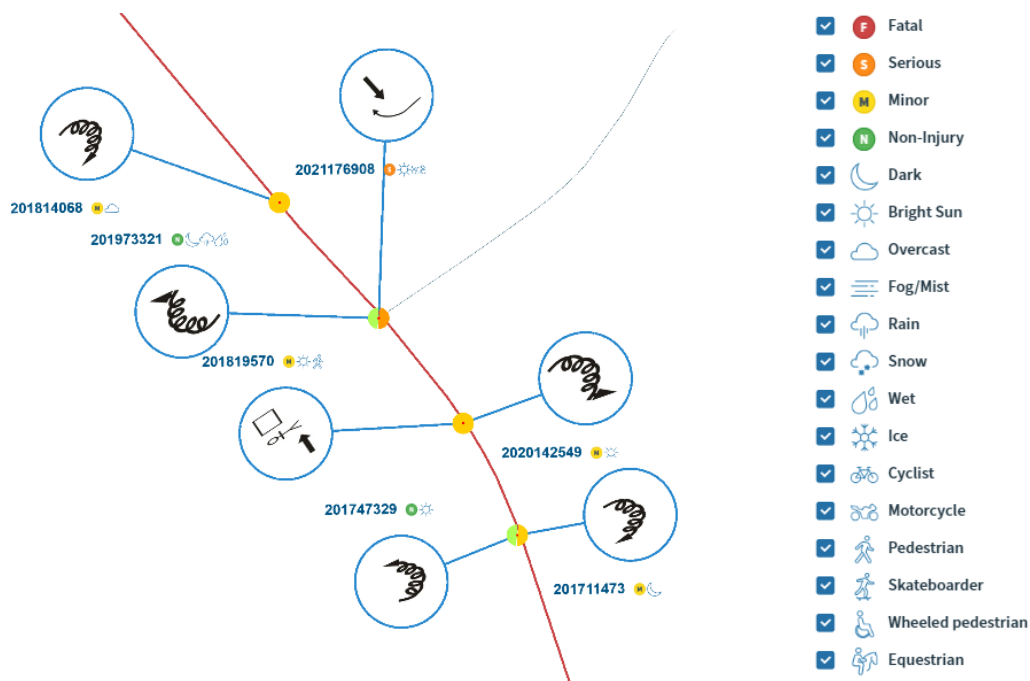 2021176908 S
201814068 M
201973321 N
201819570 M
2020142549 M
201747329 N
201711473 M
F Fatal
S Serious
M Minor
N Non-Injury
Dark
Bright Sun
Overcast
Fog/Mist
Rain
Snow
Wet
Ice
Cyclist
Motorcycle
Pedestrian
Skateboarder
Wheeled pedestrian
Equestrian